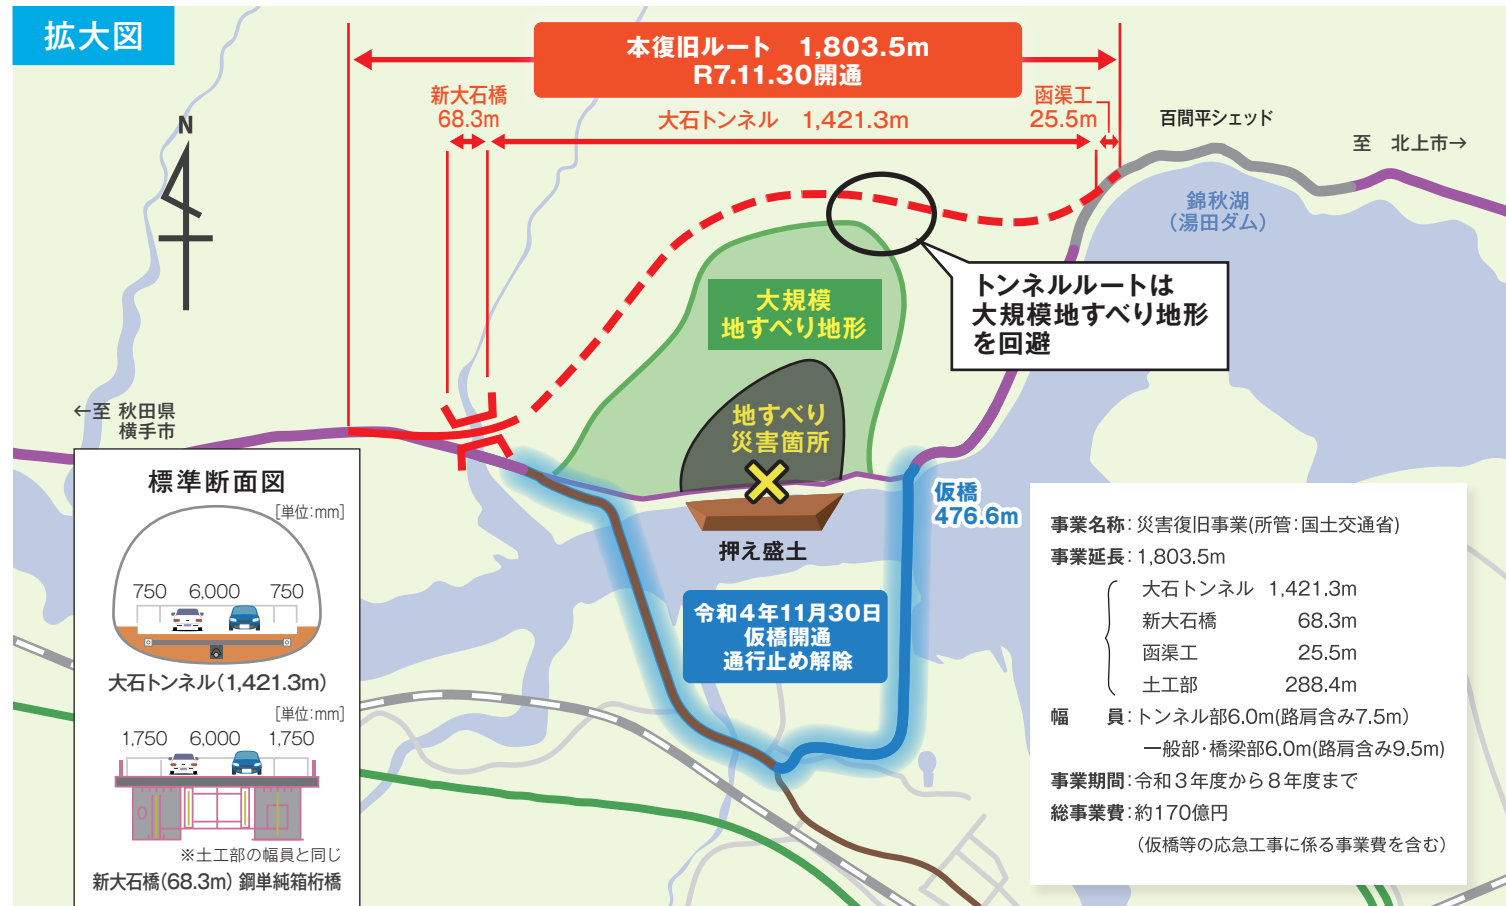 拡大図
本復旧ルート　1,803.5m
R7.11.30開通
新大石橋
68.3m
大石トンネル　1,421.3m
函渠工
25.5m
百間平シェッド
至　北上市→
N
錦秋湖
（湯田ダム）
トンネルルートは
大規模地すべり地形
を回避
大規模
地すべり地形
←至 秋田県
横手市
地すべり
災害箇所
仮橋
476.6m
押え盛土
令和4年11月30日
仮橋開通
通行止め解除
標準断面図
[単位:mm]
750 6,000 750
大石トンネル（1,421.3m）
[単位:mm]
1,750 6,000 1,750
※土工部の幅員と同じ
新大石橋（68.3m）鋼単純箱桁橋
事業名称：災害復旧事業(所管：国土交通省)
事業延長：1,803.5m
大石トンネル 1,421.3m
新大石橋 68.3m
函渠工 25.5m
土工部 288.4m
幅　員：トンネル部6.0m(路肩含み7.5m)
一般部・橋梁部6.0m(路肩含み9.5m)
事業期間：令和３年度から８年度まで
総事業費：約170億円
（仮橋等の応急工事に係る事業費を含む）